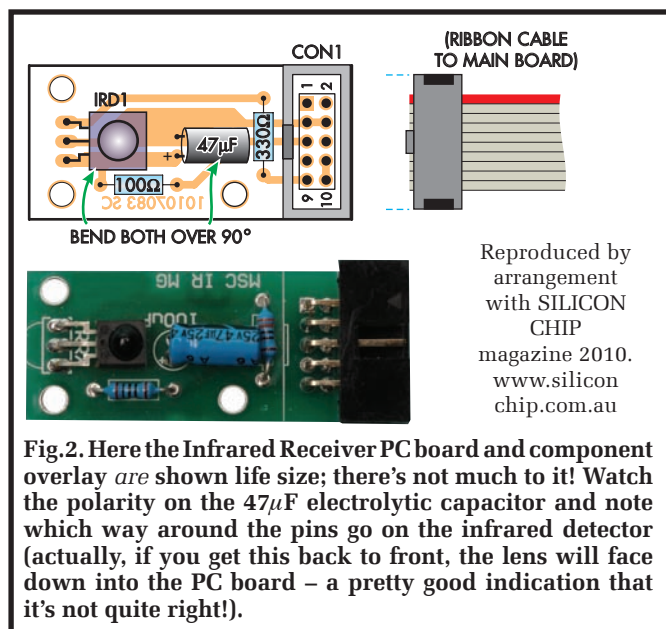 (RIBBON CABLE
TO MAIN BOARD)
CON1
IRD1
1 2
47µF
+
330Ω
100Ω
10107083 SC
9 10
BEND BOTH OVER 90°
MSC IR MG
100uF
25V 47µF 25V 4
Reproduced by
arrangement
with SILICON
CHIP
magazine 2010.
www.silicon
chip.com.au
Fig.2. Here the Infrared Receiver PC board and component
overlay are shown life size; there's not much to it! Watch
the polarity on the 47µF electrolytic capacitor and note
which way around the pins go on the infrared detector
(actually, if you get this back to front, the lens will face
down into the PC board – a pretty good indication that
it's not quite right!).